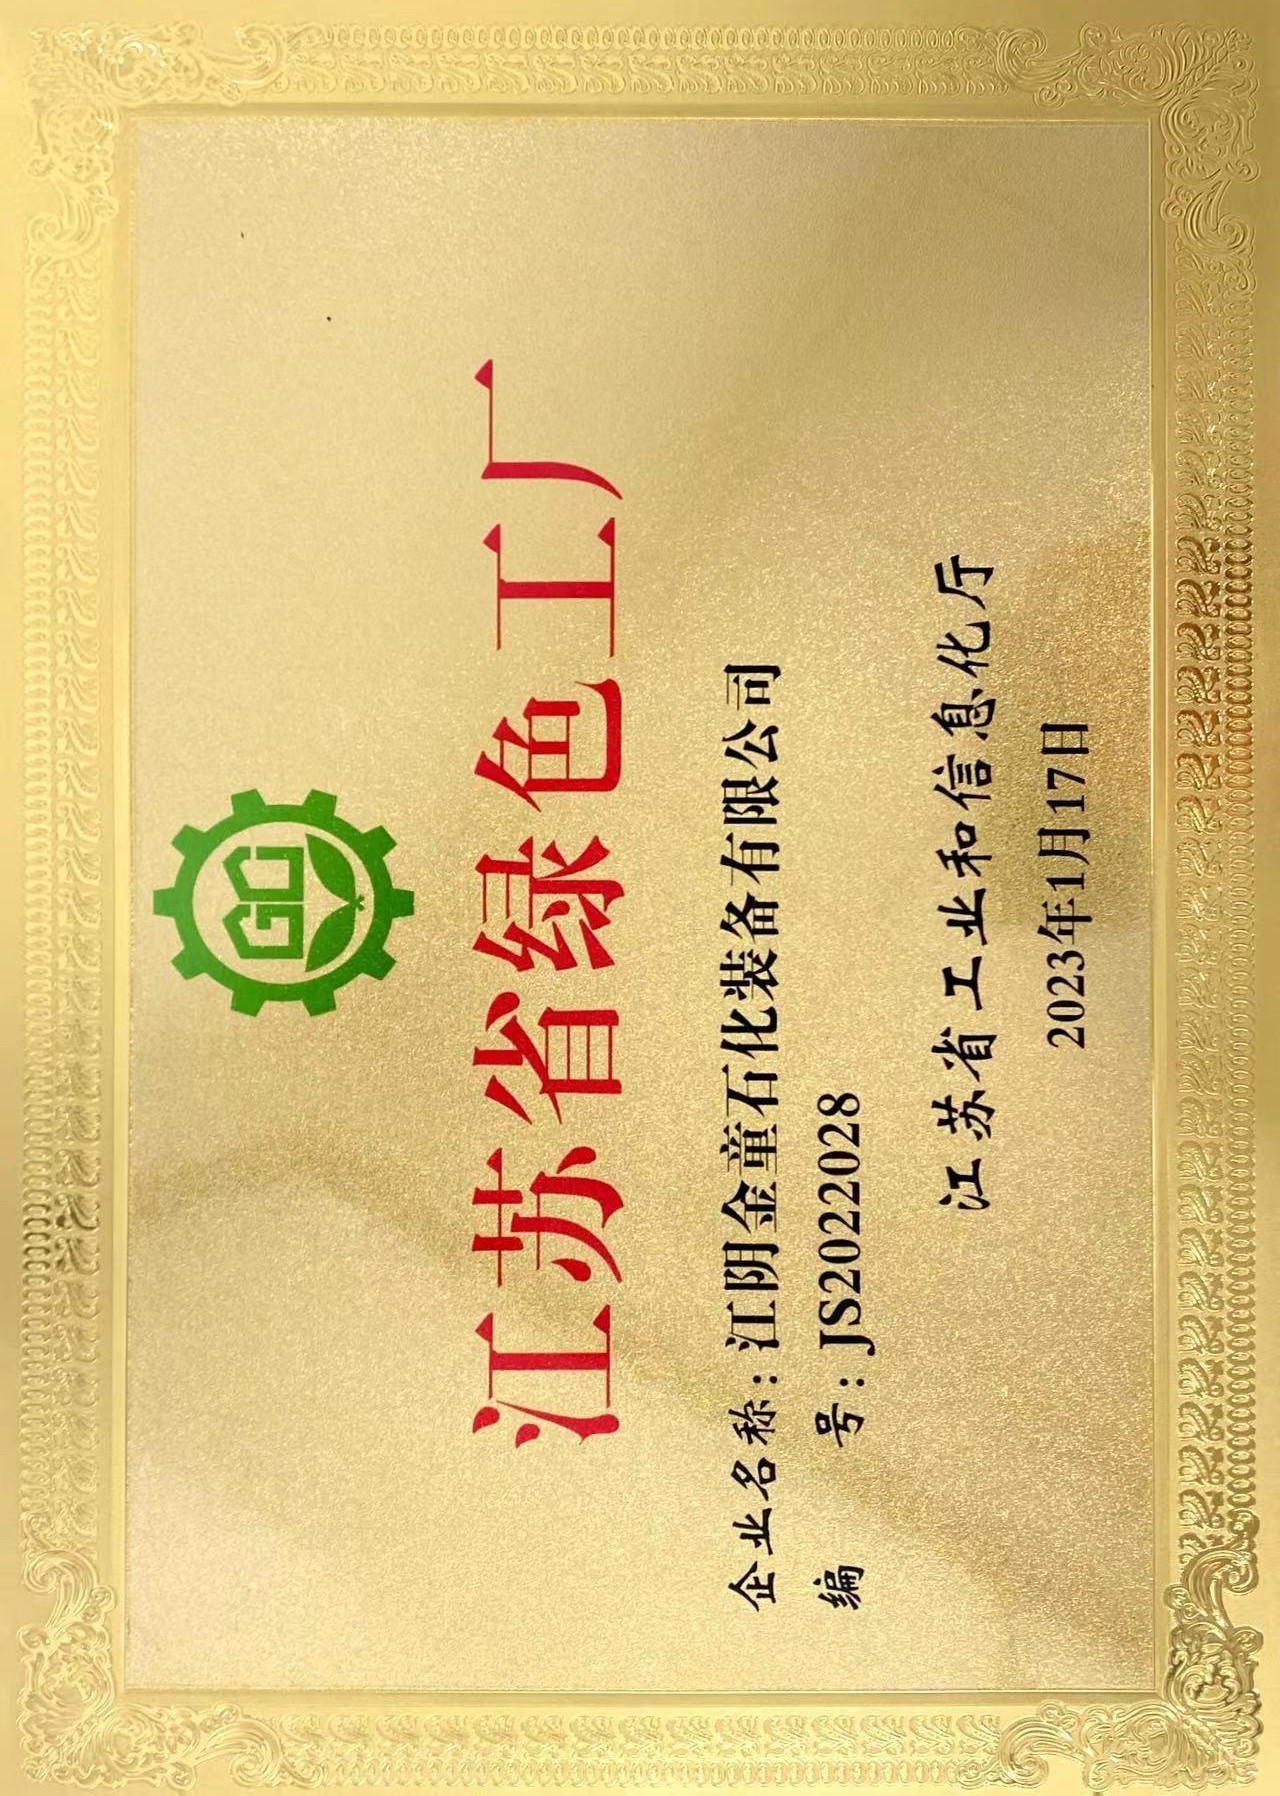 江苏省绿色工厂
企业名称：江阴金童石化装备有限公司
编 号：JS2022028
江苏省工业和信息化厅
2023年1月17日